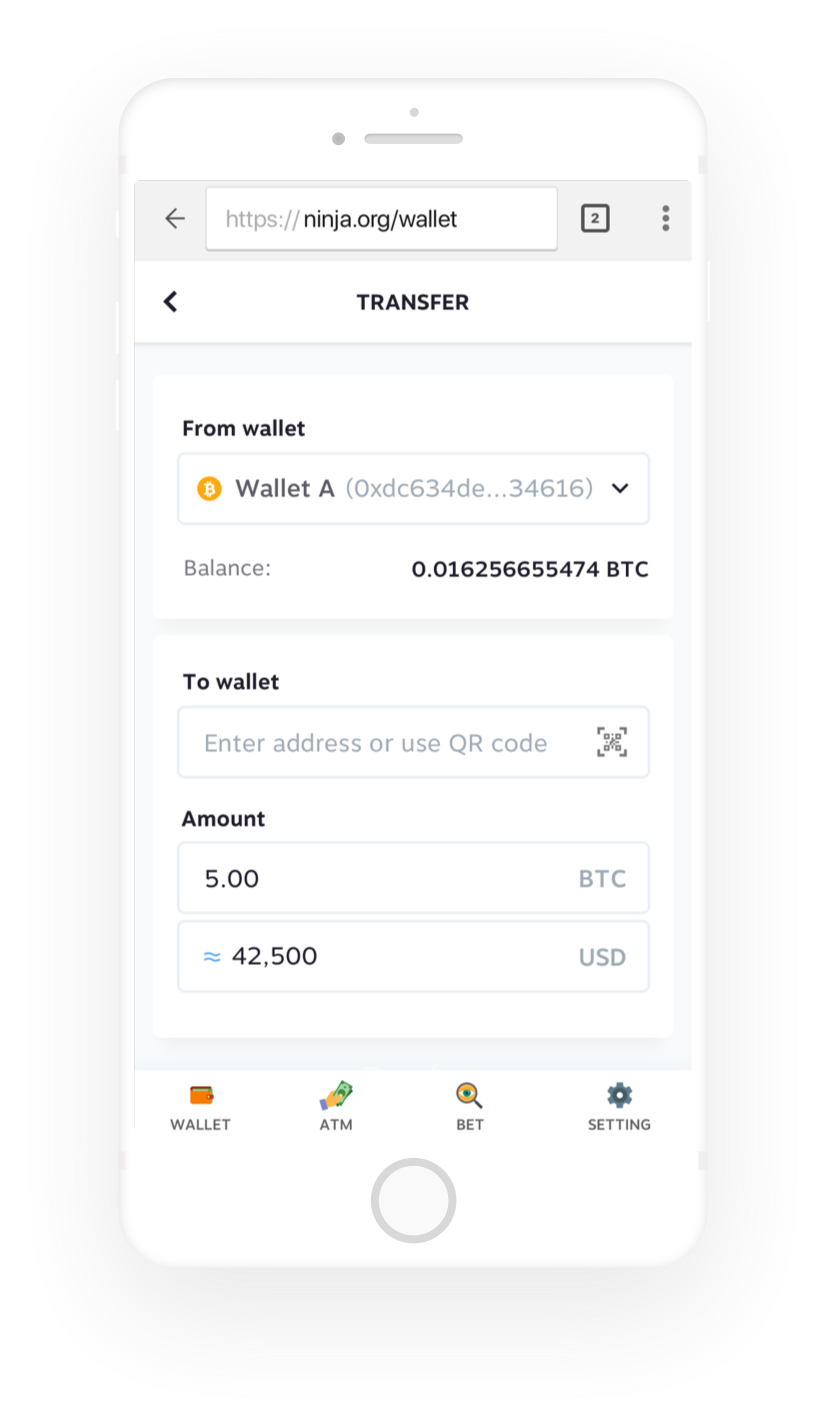 https:// ninja.org/wallet
2
TRANSFER
From wallet
Wallet A (0xdc634de...34616)
Balance: 0.016256655474 BTC
To wallet
Enter address or use QR code
Amount
5.00 BTC
≈ 42,500 USD
WALLET ATM BET SETTING